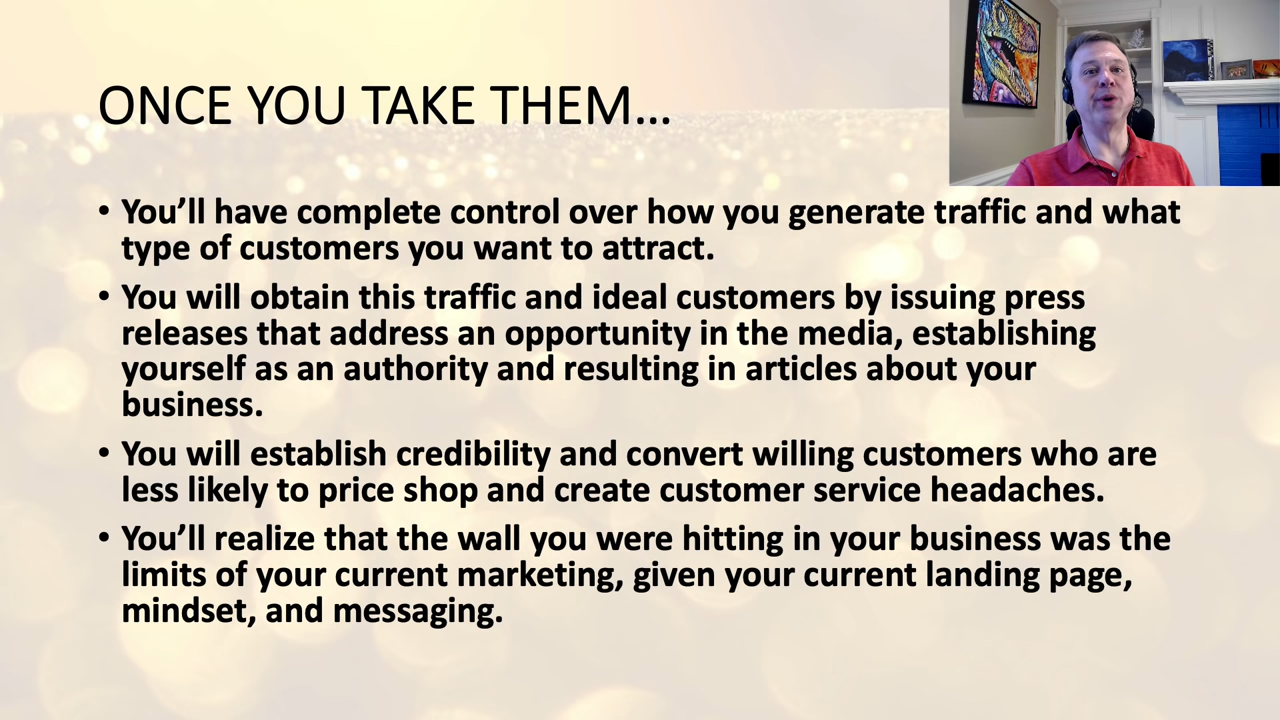 ONCE YOU TAKE THEM…
• You’ll have complete control over how you generate traffic and what
type of customers you want to attract.
• You will obtain this traffic and ideal customers by issuing press
releases that address an opportunity in the media, establishing
yourself as an authority and resulting in articles about your
business.
• You will establish credibility and convert willing customers who are
less likely to price shop and create customer service headaches.
• You’ll realize that the wall you were hitting in your business was the
limits of your current marketing, given your current landing page,
mindset, and messaging.